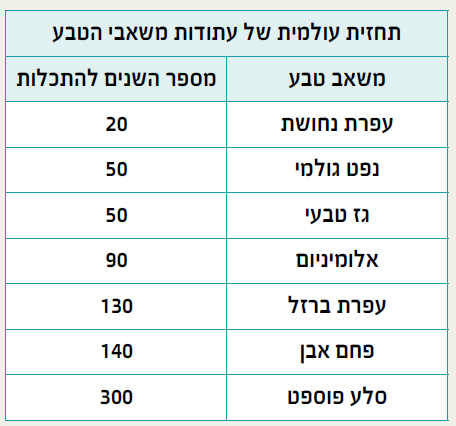 תחזית עולמית של עתודות משאבי הטבע
משאב טבע מספר השנים להתכלות
עפרת נחושת 20
נפט גולמי 50
גז טבעי 50
אלומיניום 90
עפרת ברזל 130
פחם אבן 140
סלע פוספט 300